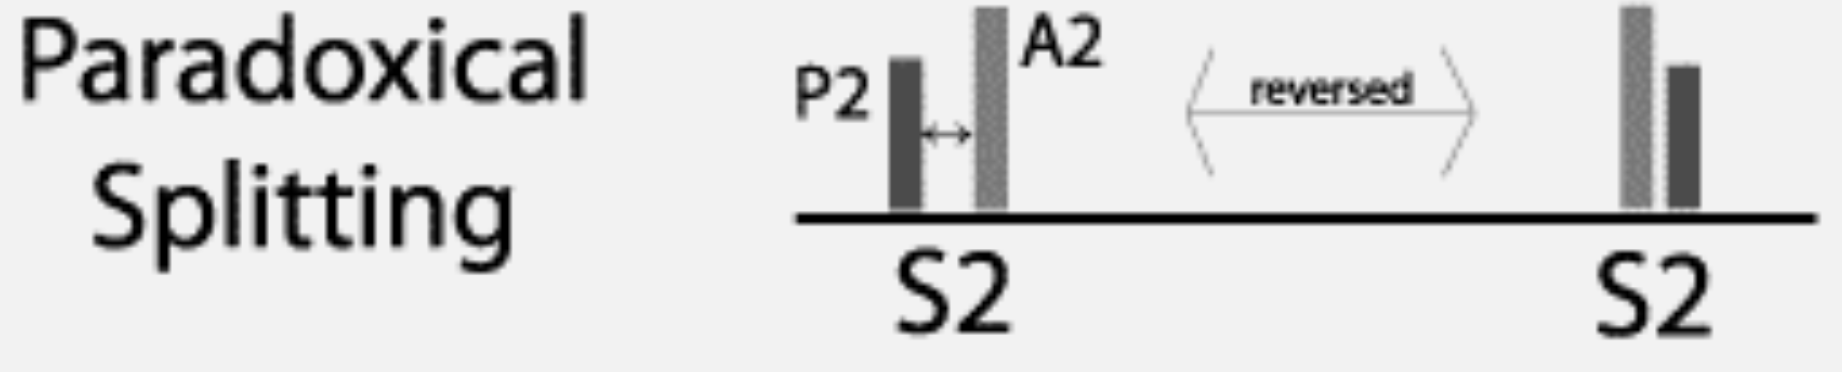 Paradoxical
Splitting
P2
A2
reversed
S2
S2